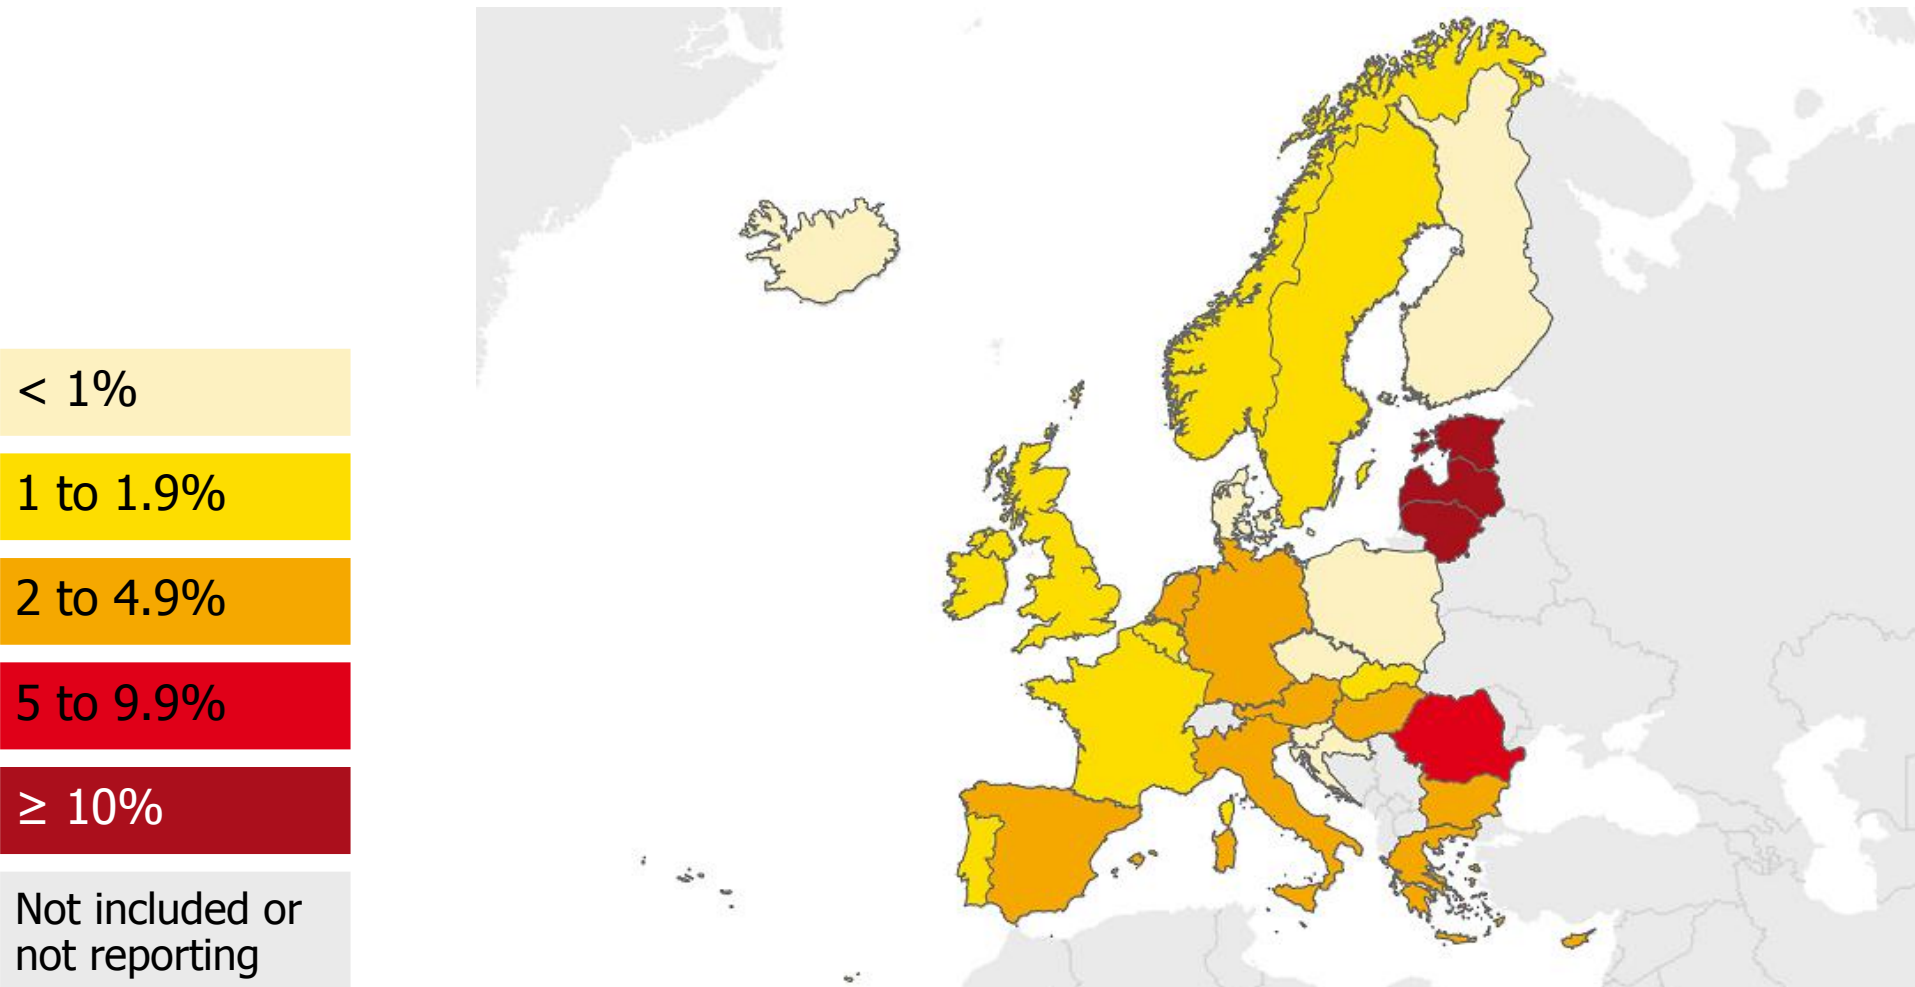 < 1%
1 to 1.9%
2 to 4.9%
5 to 9.9%
≥ 10%
Not included or
not reporting